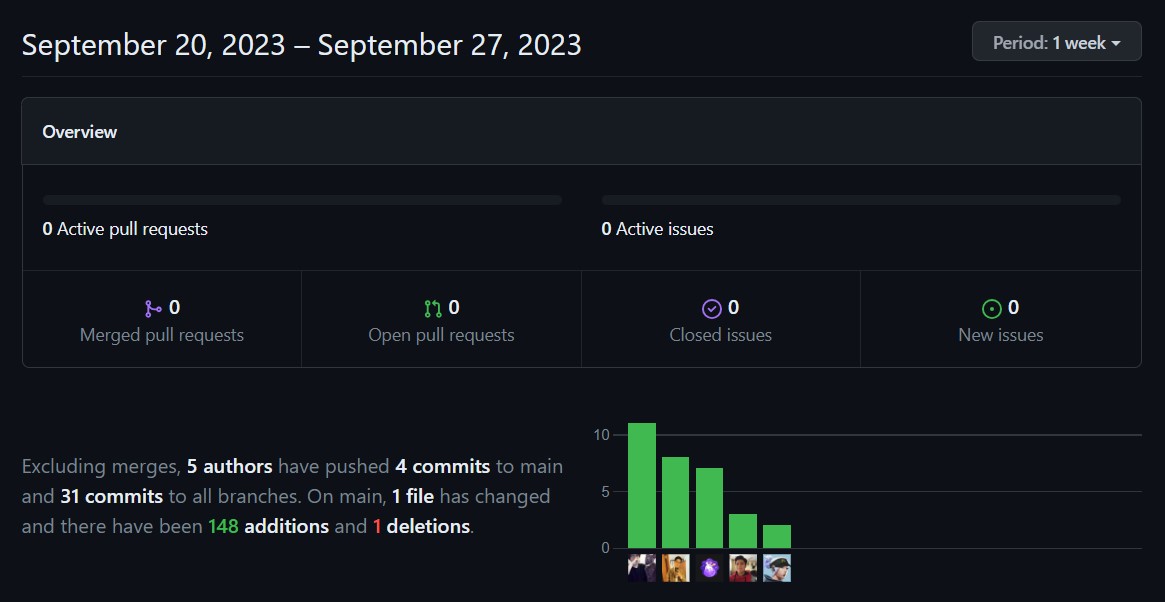 September 20, 2023 – September 27, 2023
Period: 1 week
Overview
0 Active pull requests
0 Active issues
0
Merged pull requests
0
Open pull requests
0
Closed issues
0
New issues
Excluding merges, 5 authors have pushed 4 commits to main
and 31 commits to all branches. On main, 1 file has changed
and there have been 148 additions and 1 deletions.
10
5
0